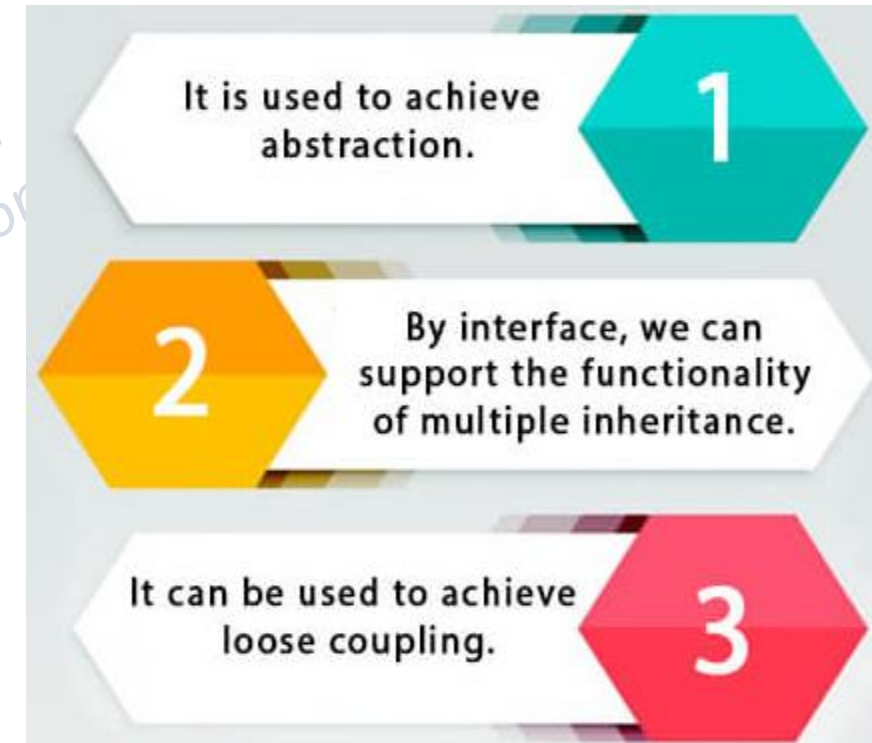 It is used to achieve
abstraction.
1
2
By interface, we can
support the functionality
of multiple inheritance.
It can be used to achieve
loose coupling.
3